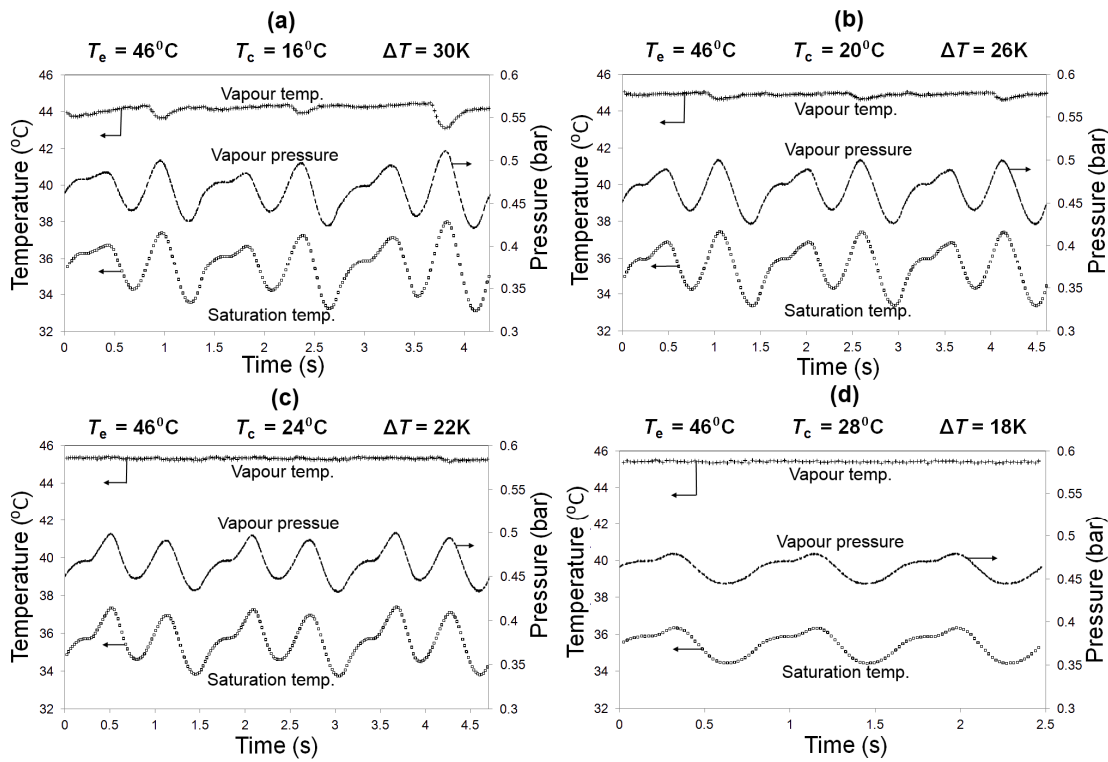 (a)
Tₑ = 46⁰C T꜀ = 16⁰C ΔT = 30K
46
44
42
40
38
36
34
32
Temperature (⁰C)
0.6
0.55
0.5
0.45
0.4
0.35
0.3
Pressure (bar)
Vapour temp.
Vapour pressure
Saturation temp.
0 0.5 1 1.5 2 2.5 3 3.5 4
Time (s)
(b)
Tₑ = 46⁰C T꜀ = 20⁰C ΔT = 26K
46
44
42
40
38
36
34
32
Temperature (⁰C)
0.6
0.55
0.5
0.45
0.4
0.35
0.3
Pressure (bar)
Vapour temp.
Vapour pressure
Saturation temp.
0 0.5 1 1.5 2 2.5 3 3.5 4 4.5
Time (s)
(c)
Tₑ = 46⁰C T꜀ = 24⁰C ΔT = 22K
46
44
42
40
38
36
34
32
Temperature (⁰C)
0.6
0.55
0.5
0.45
0.4
0.35
0.3
Pressure (bar)
Vapour temp.
Vapour pressue
Saturation temp.
0 0.5 1 1.5 2 2.5 3 3.5 4 4.5
Time (s)
(d)
Tₑ = 46⁰C T꜀ = 28⁰C ΔT = 18K
46
44
42
40
38
36
34
32
Temperature (⁰C)
0.6
0.55
0.5
0.45
0.4
0.35
0.3
Pressure (bar)
Vapour temp.
Vapour pressure
Saturation temp.
0 0.5 1 1.5 2 2.5
Time (s)